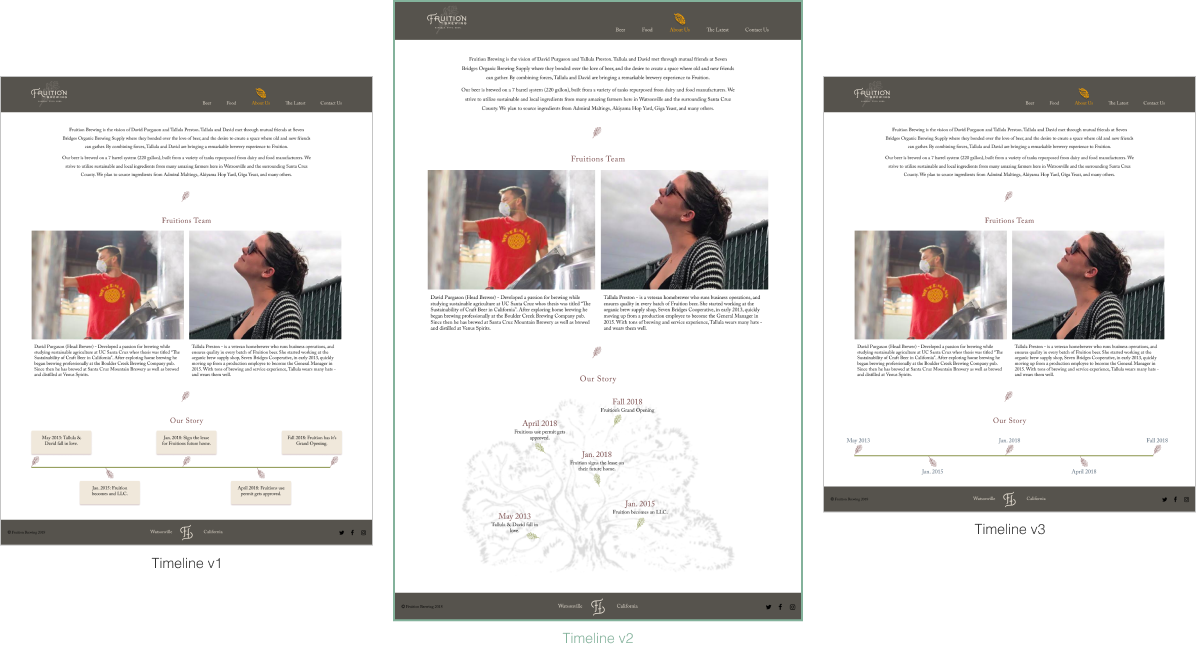 FRUITION
BREWING
Beer
Food
About Us
The Latest
Contact Us
Fruition Brewing is the vision of David Purgason and Tallula Preston. Tallula and David met through mutual friends at Seven
Bridges Organic Brewing Supply where they bonded over the love of beer, and the desire to create a space where old and new friends
can gather. By combining forces, Tallula and David are bringing a remarkable brewery experience to Fruition.
Our beer is brewed on a 7 barrel system (220 gallon), built from a variety of tanks repurposed from dairy and food manufacturers. We
strive to utilize sustainable and local ingredients from many amazing farmers here in Watsonville and the surrounding Santa Cruz
County. We plan to source ingredients from Admiral Maltings, Akiyama Hop Yard, Giga Yeast, and many others.
Fruitions Team
David Purgason (Head Brewer) - Developed a passion for brewing while
studying sustainable agriculture at UC Santa Cruz whos thesis was titled "The
Sustainability of Craft Beer in California". After exploring home brewing he
began brewing professionally at the Boulder Creek Brewing Company pub.
Since then he has brewed at Santa Cruz Mountain Brewery as well as brewed
and distilled at Venus Spirits.
Tallula Preston - is a veteran homebrewer who runs business operations, and
ensures quality in every batch of Fruition beer. She started working at the
organic brew supply shop, Seven Bridges Cooperative, in early 2013, quickly
moving up from a production employee to become the General Manager in
2015. With tons of brewing and service experience, Tallula wears many hats -
and wears them well.
Our Story
May 2013: Tallula &
David fall in love.
Jan. 2018: Sign the lease
for Fruitions future home.
Fall 2018: Fruition has it's
Grand Opening.
Jan. 2015: Fruition
becomes and LLC.
April 2018: Fruitions use
permit gets approved.
© Fruition Brewing 2019
Watsonville
California
Timeline v1
FRUITION
BREWING
Beer
Food
About Us
The Latest
Contact Us
Fruition Brewing is the vision of David Purgason and Tallula Preston. Tallula and David met through mutual friends at Seven
Bridges Organic Brewing Supply where they bonded over the love of beer, and the desire to create a space where old and new friends
can gather. By combining forces, Tallula and David are bringing a remarkable brewery experience to Fruition.
Our beer is brewed on a 7 barrel system (220 gallon), built from a variety of tanks repurposed from dairy and food manufacturers. We
strive to utilize sustainable and local ingredients from many amazing farmers here in Watsonville and the surrounding Santa Cruz
County. We plan to source ingredients from Admiral Maltings, Akiyama Hop Yard, Giga Yeast, and many others.
Fruitions Team
David Purgason (Head Brewer) - Developed a passion for brewing while
studying sustainable agriculture at UC Santa Cruz whos thesis was titled "The
Sustainability of Craft Beer in California". After exploring home brewing he
began brewing professionally at the Boulder Creek Brewing Company pub.
Since then he has brewed at Santa Cruz Mountain Brewery as well as brewed
and distilled at Venus Spirits.
Tallula Preston - is a veteran homebrewer who runs business operations, and
ensures quality in every batch of Fruition beer. She started working at the
organic brew supply shop, Seven Bridges Cooperative, in early 2013, quickly
moving up from a production employee to become the General Manager in
2015. With tons of brewing and service experience, Tallula wears many hats -
and wears them well.
Our Story
Fall 2018
Fruition's Grand Opening
April 2018
Fruitions use permit gets
approved.
Jan. 2018
Fruition signs the lease on
their future home.
Jan. 2015
Fruition becomes an LLC.
May 2013
Tallula & David fall in
love.
© Fruition Brewing 2019
Watsonville
California
Timeline v2
FRUITION
BREWING
Beer
Food
About Us
The Latest
Contact Us
Fruition Brewing is the vision of David Purgason and Tallula Preston. Tallula and David met through mutual friends at Seven
Bridges Organic Brewing Supply where they bonded over the love of beer, and the desire to create a space where old and new friends
can gather. By combining forces, Tallula and David are bringing a remarkable brewery experience to Fruition.
Our beer is brewed on a 7 barrel system (220 gallon), built from a variety of tanks repurposed from dairy and food manufacturers. We
strive to utilize sustainable and local ingredients from many amazing farmers here in Watsonville and the surrounding Santa Cruz
County. We plan to source ingredients from Admiral Maltings, Akiyama Hop Yard, Giga Yeast, and many others.
Fruitions Team
David Purgason (Head Brewer) - Developed a passion for brewing while
studying sustainable agriculture at UC Santa Cruz whos thesis was titled "The
Sustainability of Craft Beer in California". After exploring home brewing he
began brewing professionally at the Boulder Creek Brewing Company pub.
Since then he has brewed at Santa Cruz Mountain Brewery as well as brewed
and distilled at Venus Spirits.
Tallula Preston - is a veteran homebrewer who runs business operations, and
ensures quality in every batch of Fruition beer. She started working at the
organic brew supply shop, Seven Bridges Cooperative, in early 2013, quickly
moving up from a production employee to become the General Manager in
2015. With tons of brewing and service experience, Tallula wears many hats -
and wears them well.
Our Story
May 2013
Jan. 2018
Fall 2018
Jan. 2015
April 2018
© Fruition Brewing 2019
Watsonville
California
Timeline v3